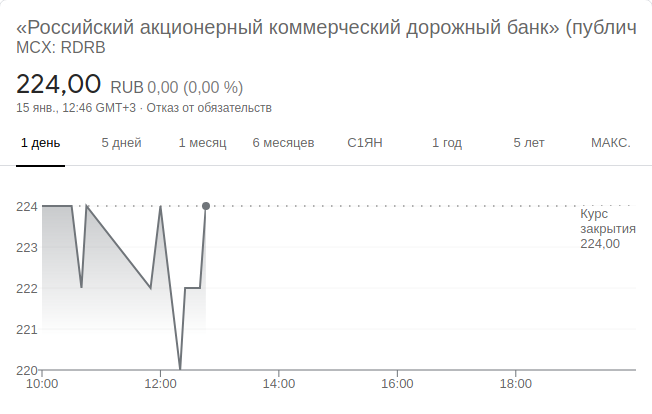 «Российский акционерный коммерческий дорожный банк» (публич
MCX: RDRB
224,00 RUB 0,00 (0,00 %)
15 янв., 12:46 GMT+3 · Отказ от обязательств
1 день 5 дней 1 месяц 6 месяцев С1ЯН 1 год 5 лет МАКС.
224
Курс
закрытия
224,00
223
222
221
220
10:00 12:00 14:00 16:00 18:00